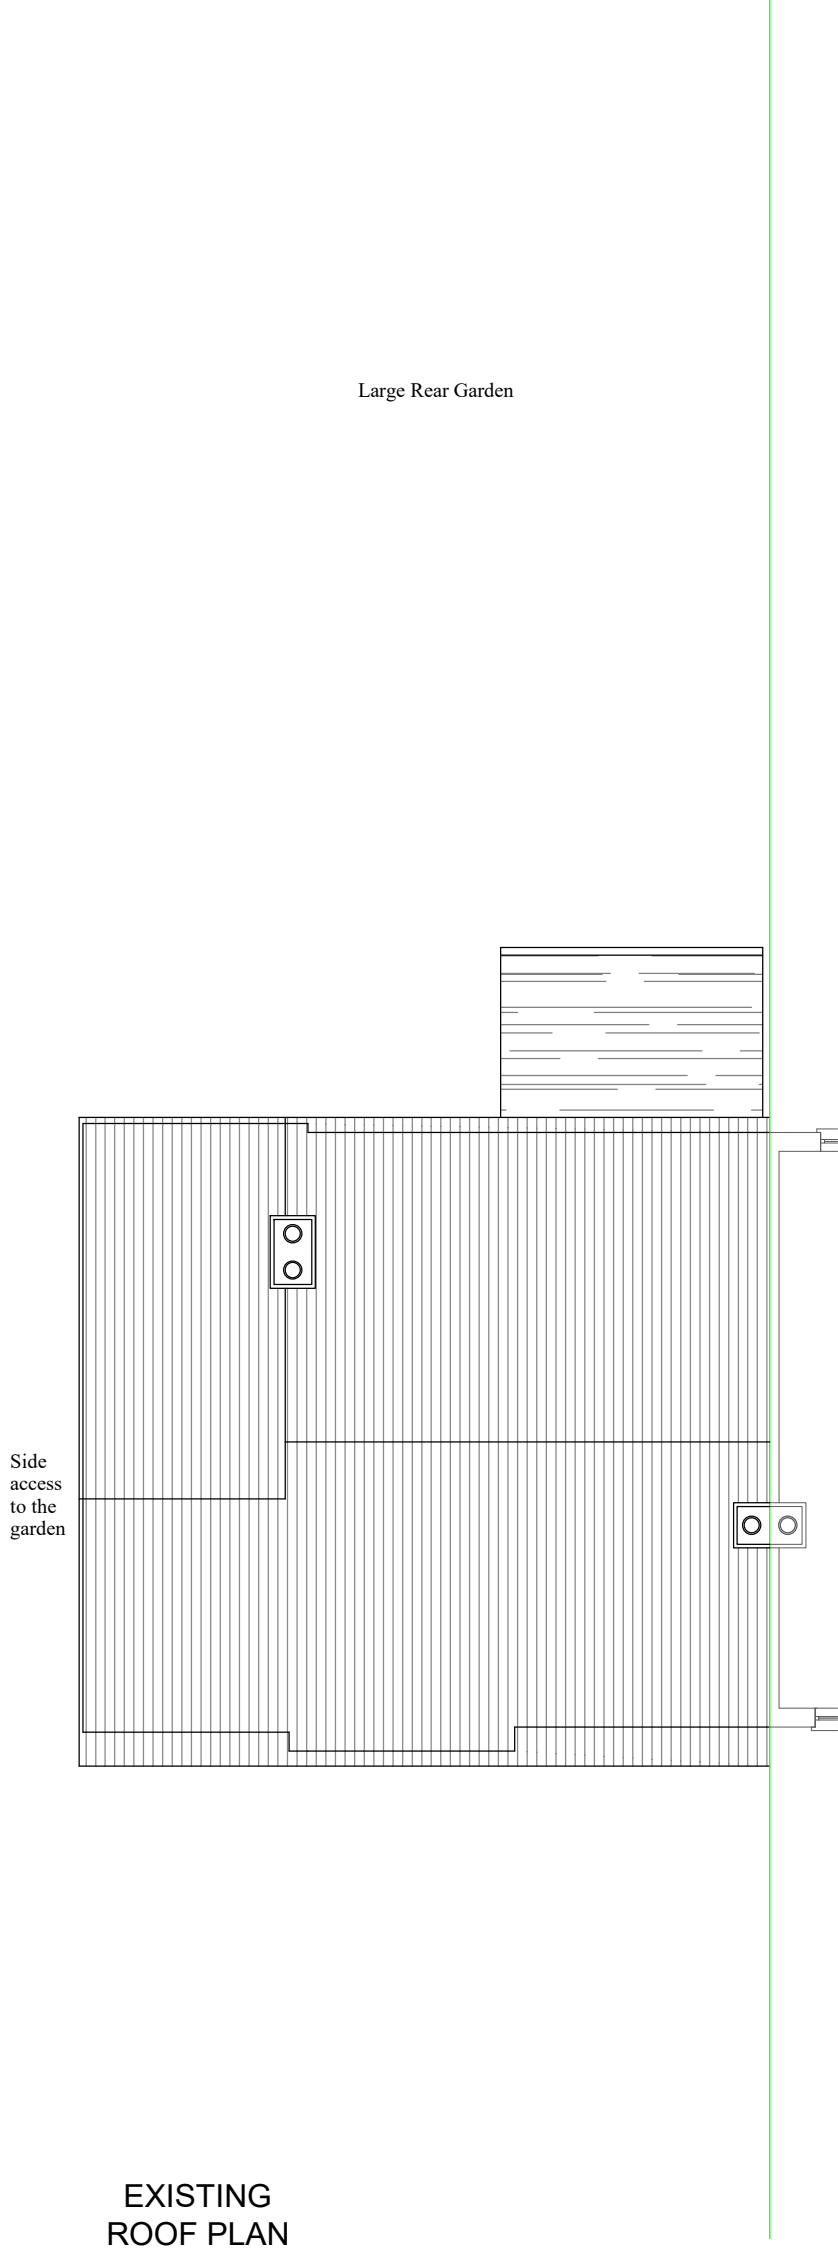 Large Rear Garden
Side
access
to the
garden
EXISTING
ROOF PLAN